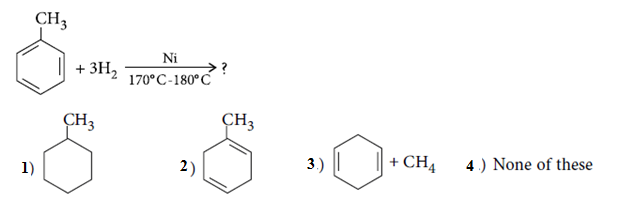 CH3
+ 3H2 Ni ?
170°C-180°C
CH3 CH3
1) 2) 3.) + CH4 4.) None of these